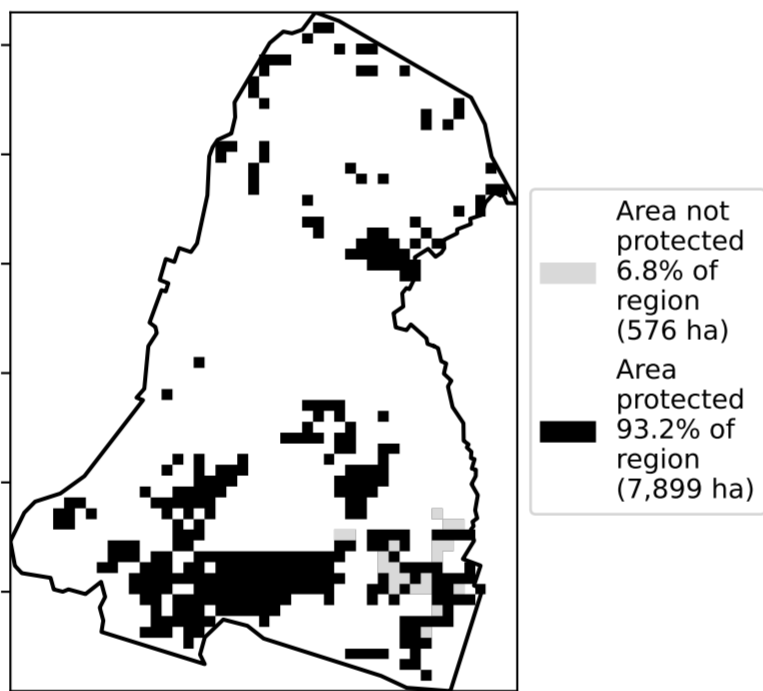 Area not
protected
6.8% of
region
(576 ha)
Area
protected
93.2% of
region
(7,899 ha)